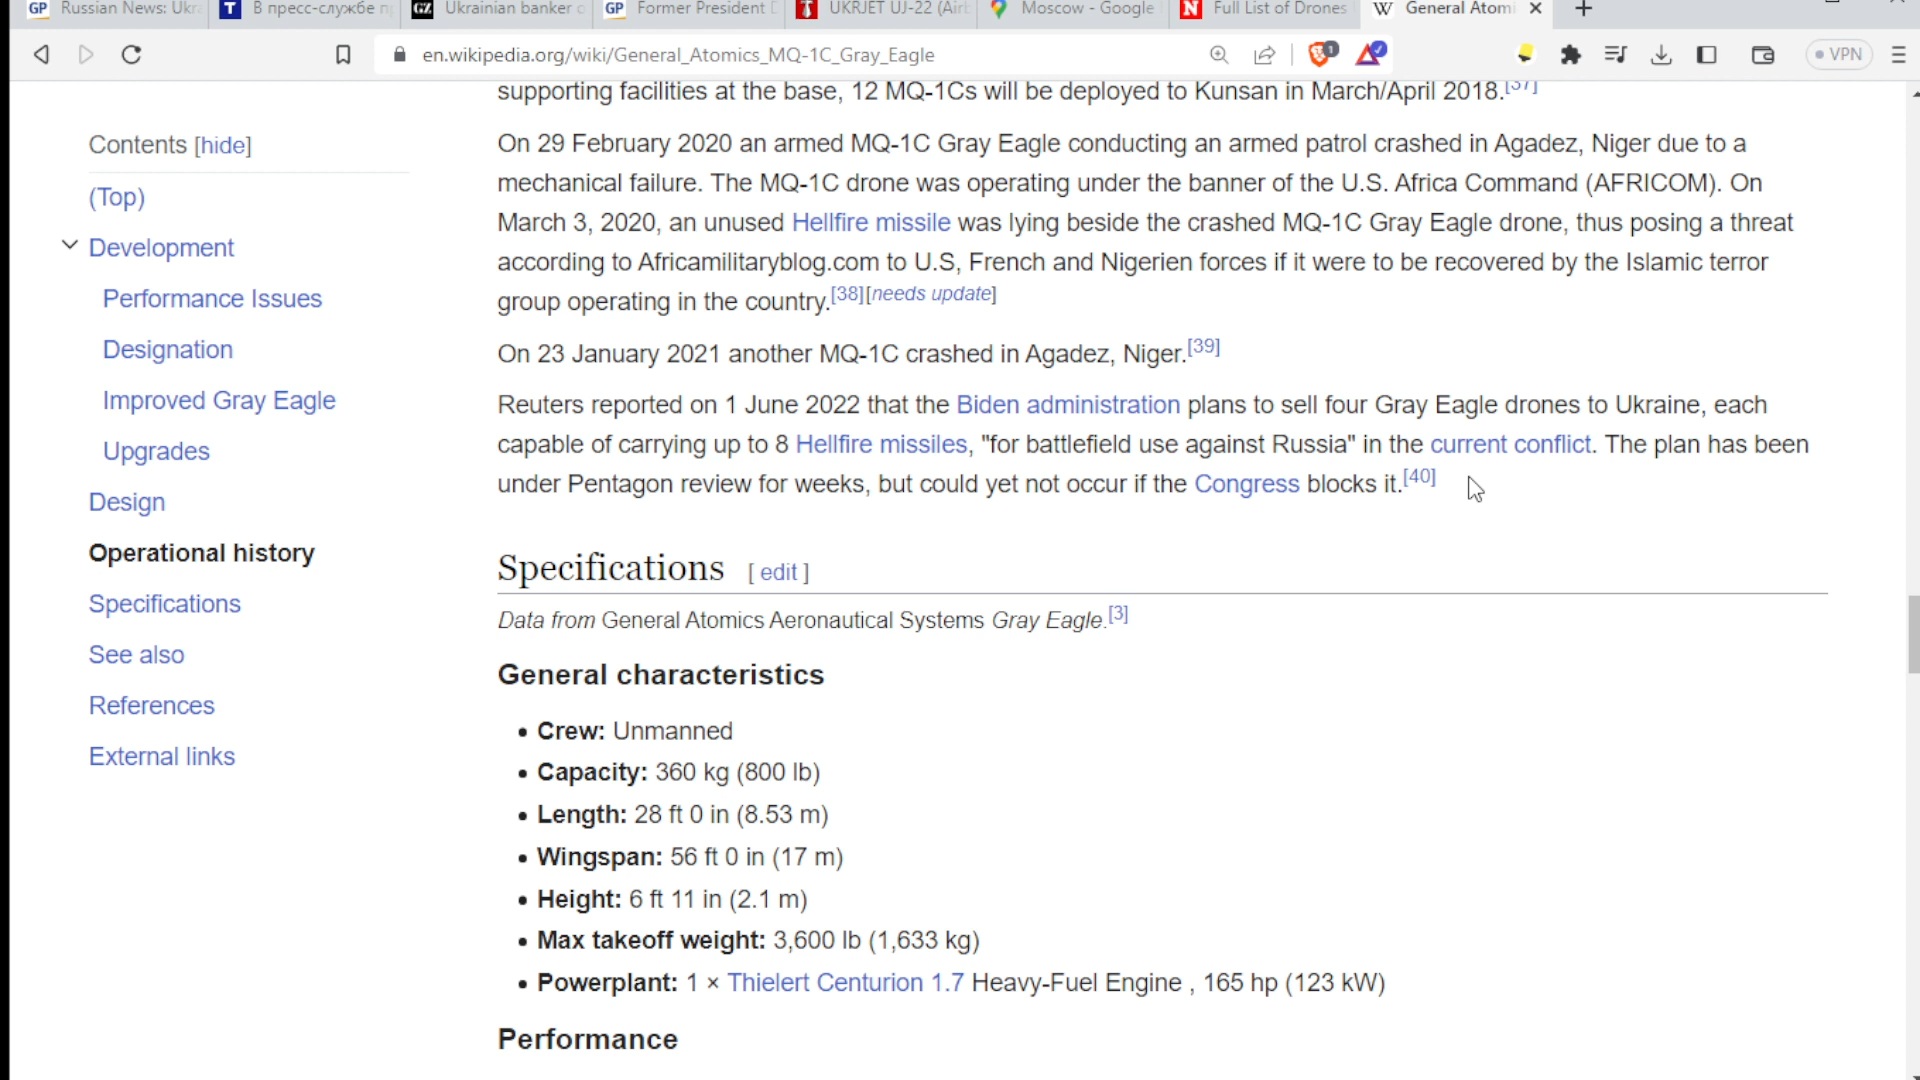 GP Russian News: Ukr
T В пресс-службе п
GZ Ukrainian banker
GP Former President
UKRJET UJ-22 (Air
Moscow - Google
N Full List of Drones
W General Atomi
VPN
en.wikipedia.org/wiki/General_Atomics_MQ-1C_Gray_Eagle
1
Contents [hide]
(Top)
Development
Performance Issues
Designation
Improved Gray Eagle
Upgrades
Design
Operational history
Specifications
See also
References
External links
supporting facilities at the base, 12 MQ-1Cs will be deployed to Kunsan in March/April 2018.[37]
On 29 February 2020 an armed MQ-1C Gray Eagle conducting an armed patrol crashed in Agadez, Niger due to a
mechanical failure. The MQ-1C drone was operating under the banner of the U.S. Africa Command (AFRICOM). On
March 3, 2020, an unused Hellfire missile was lying beside the crashed MQ-1C Gray Eagle drone, thus posing a threat
according to Africamilitaryblog.com to U.S, French and Nigerien forces if it were to be recovered by the Islamic terror
group operating in the country.[38][needs update]
On 23 January 2021 another MQ-1C crashed in Agadez, Niger.[39]
Reuters reported on 1 June 2022 that the Biden administration plans to sell four Gray Eagle drones to Ukraine, each
capable of carrying up to 8 Hellfire missiles, "for battlefield use against Russia" in the current conflict. The plan has been
under Pentagon review for weeks, but could yet not occur if the Congress blocks it.[40]
Specifications [ edit ]
Data from General Atomics Aeronautical Systems Gray Eagle.[3]
General characteristics
• Crew: Unmanned
• Capacity: 360 kg (800 lb)
• Length: 28 ft 0 in (8.53 m)
• Wingspan: 56 ft 0 in (17 m)
• Height: 6 ft 11 in (2.1 m)
• Max takeoff weight: 3,600 lb (1,633 kg)
• Powerplant: 1 × Thielert Centurion 1.7 Heavy-Fuel Engine , 165 hp (123 kW)
Performance